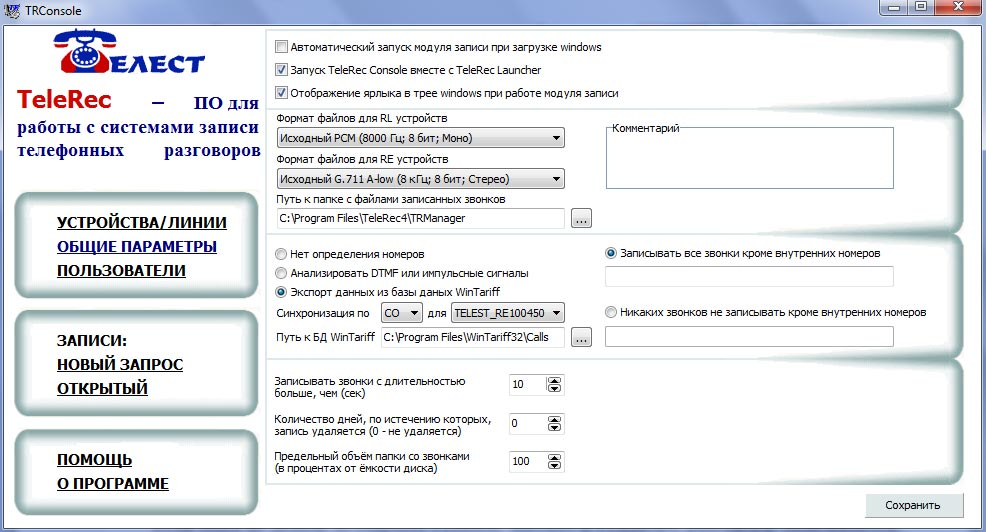 TRConsole
ЕЛЕСТ
TeleRec – ПО для
работы с системами записи
телефонных разговоров
УСТРОЙСТВА/ЛИНИИ
ОБЩИЕ ПАРАМЕТРЫ
ПОЛЬЗОВАТЕЛИ
ЗАПИСИ:
НОВЫЙ ЗАПРОС
ОТКРЫТЫЙ
ПОМОЩЬ
О ПРОГРАММЕ
Автоматический запуск модуля записи при загрузке windows
Запуск TeleRec Console вместе с TeleRec Launcher
Отображение ярлыка в трее windows при работе модуля записи
Формат файлов для RL устройств
Исходный PCM (8000 Гц; 8 бит; Моно)
Формат файлов для RE устройств
Исходный G.711 A-low (8 кГц; 8 бит; Стерео)
Путь к папке с файлами записанных звонков
C:\Program Files\TeleRec4\TRManager ...
Комментарий
Нет определения номеров
Анализировать DTMF или импульсные сигналы
Экспорт данных из базы даных WinTariff
Синхронизация по CO для TELEST_RE100450
Путь к БД WinTariff C:\Program Files\WinTariff32\Calls ...
Записывать все звонки кроме внутренних номеров
Никаких звонков не записывать кроме внутренних номеров
Записывать звонки с длительностью
больше, чем (сек) 10
Количество дней, по истечению которых,
запись удаляется (0 - не удаляется) 0
Предельный объём папки со звонками
(в процентах от ёмкости диска) 100
Сохранить